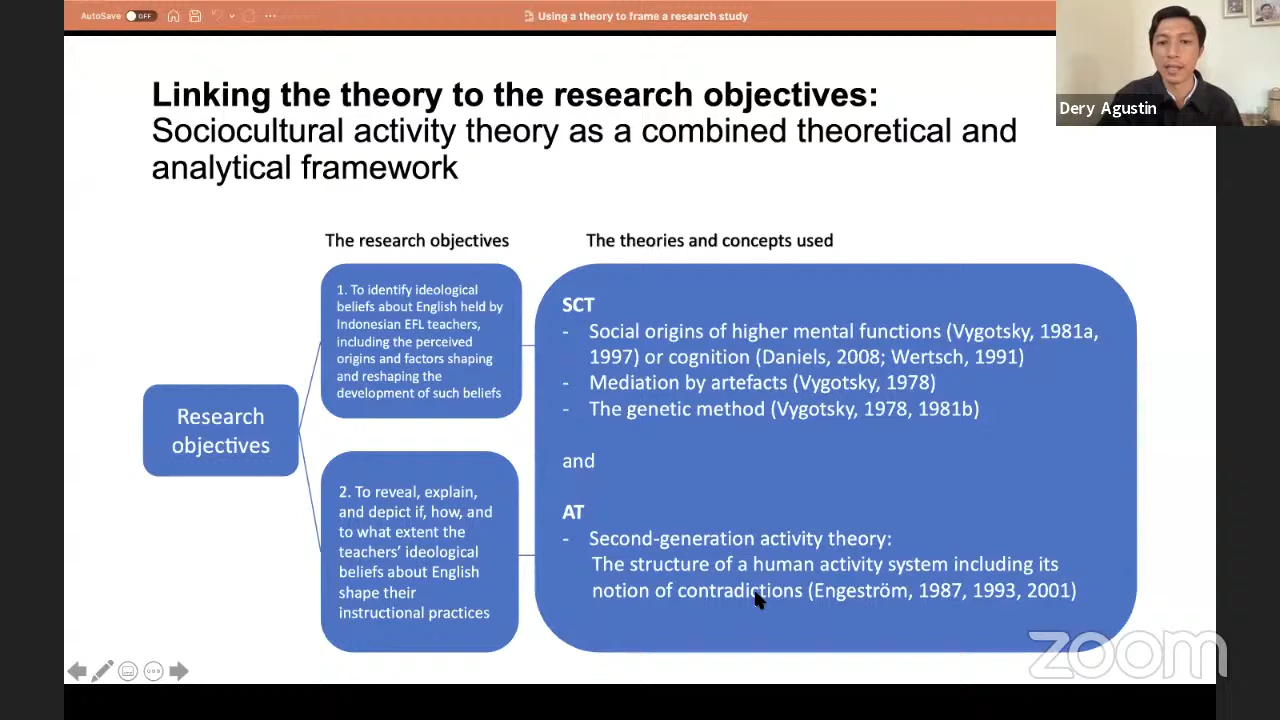 AutoSave OFF
Using a theory to frame a research study
Dery Agustin
Linking the theory to the research objectives:
Sociocultural activity theory as a combined theoretical and
analytical framework
The research objectives
The theories and concepts used
Research
objectives
1. To identify ideological
beliefs about English held by
Indonesian EFL teachers,
including the perceived
origins and factors shaping
and reshaping the
development of such beliefs
2. To reveal, explain,
and depict if, how, and
to what extent the
teachers’ ideological
beliefs about English
shape their
instructional practices
SCT
- Social origins of higher mental functions (Vygotsky, 1981a,
1997) or cognition (Daniels, 2008; Wertsch, 1991)
- Mediation by artefacts (Vygotsky, 1978)
- The genetic method (Vygotsky, 1978, 1981b)
and
AT
- Second-generation activity theory:
The structure of a human activity system including its
notion of contradictions (Engeström, 1987, 1993, 2001)
zoom